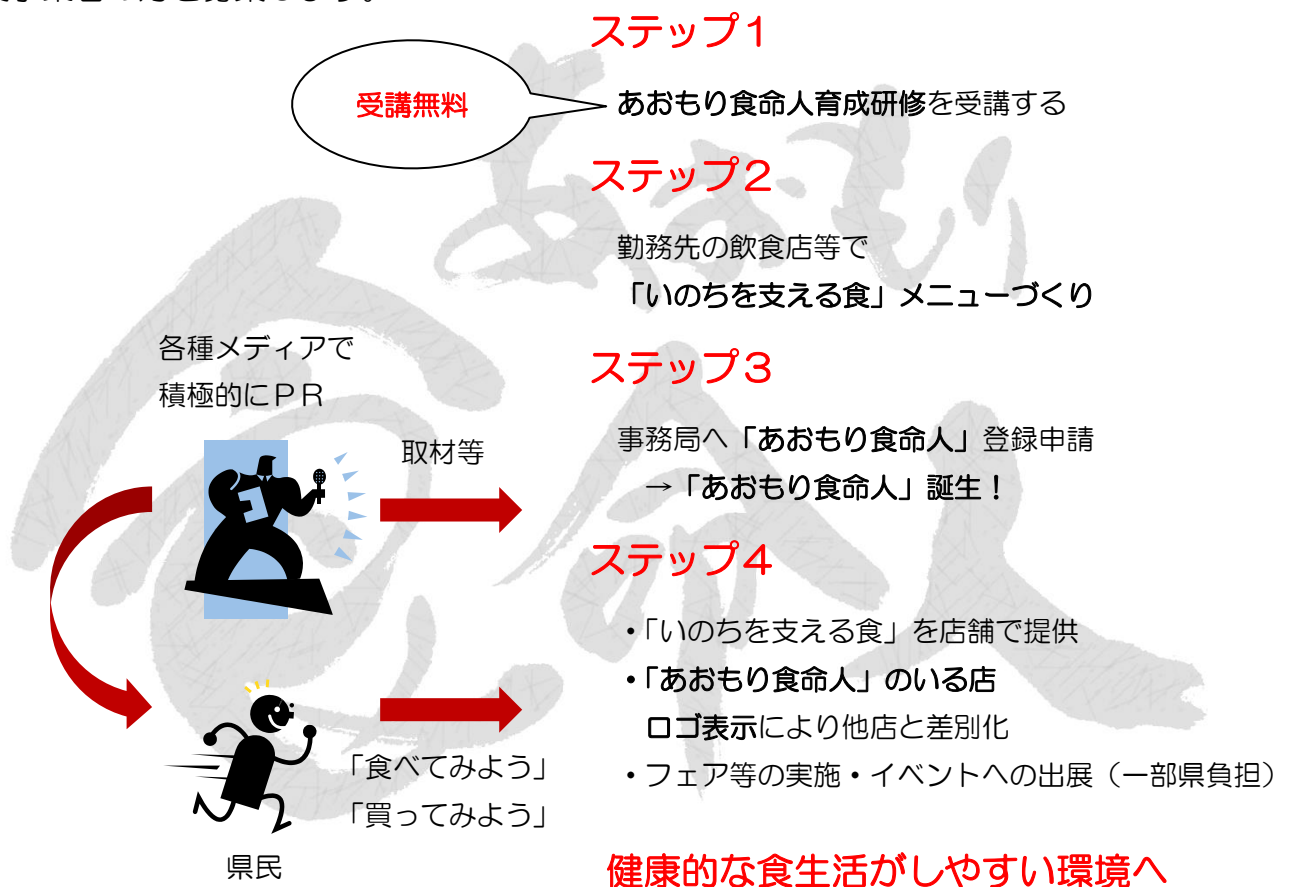 ステップ１
受講無料
あおもり食命人育成研修を受講する
ステップ２
勤務先の飲食店等で
「いのちを支える食」メニューづくり
ステップ３
事務局へ「あおもり食命人」登録申請
→「あおもり食命人」誕生！
ステップ４
・「いのちを支える食」を店舗で提供
・「あおもり食命人」のいる店
ロゴ表示により他店と差別化
・フェア等の実施・イベントへの出展（一部県負担）
健康的な食生活がしやすい環境へ
各種メディアで
積極的にＰＲ
取材等
「食べてみよう」
「買ってみよう」
県民
あおもり
食命人